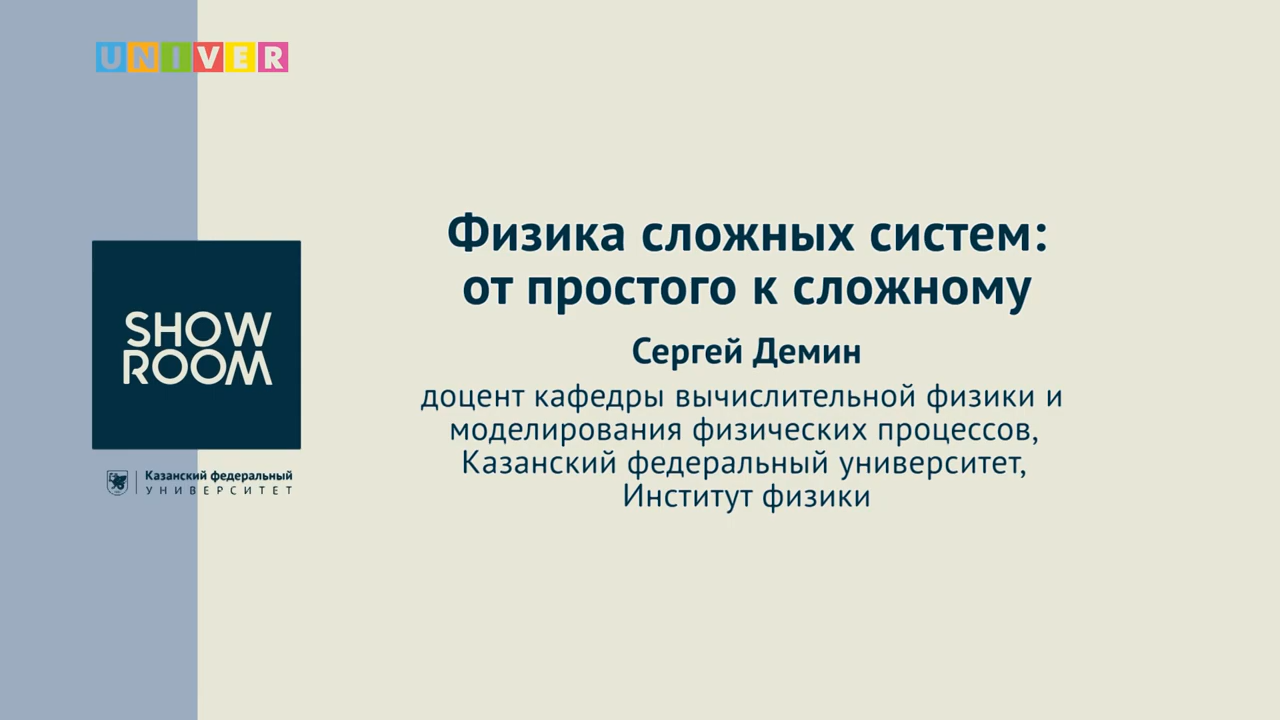 UNIVER
SHOW
ROOM
Казанский федеральный
УНИВЕРСИТЕТ
Физика сложных систем:
от простого к сложному
Сергей Демин
доцент кафедры вычислительной физики и
моделирования физических процессов,
Казанский федеральный университет,
Институт физики